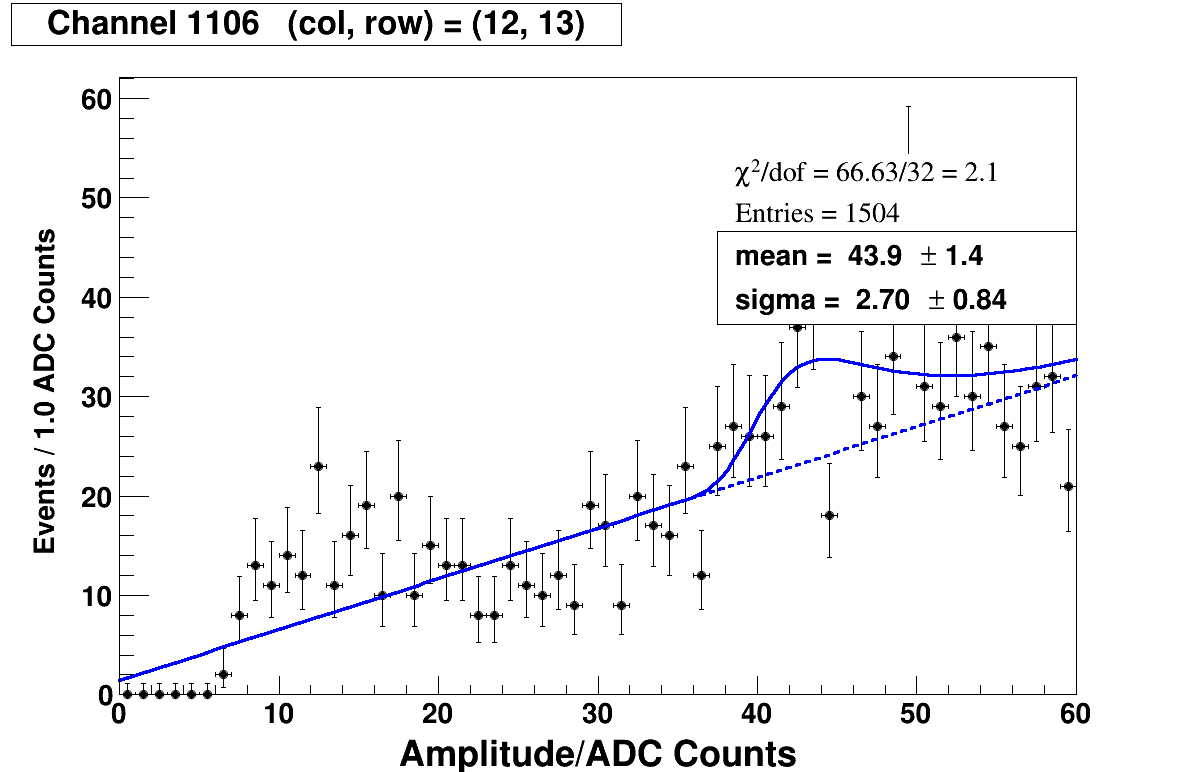 Channel 1106 (col, row) = (12, 13)
60
χ²/dof = 66.63/32 = 2.1
50
Entries = 1504
mean = 43.9 ± 1.4
40
sigma = 2.70 ± 0.84
30
20
10
0
Events / 1.0 ADC Counts
0 10 20 30 40 50 60
Amplitude/ADC Counts